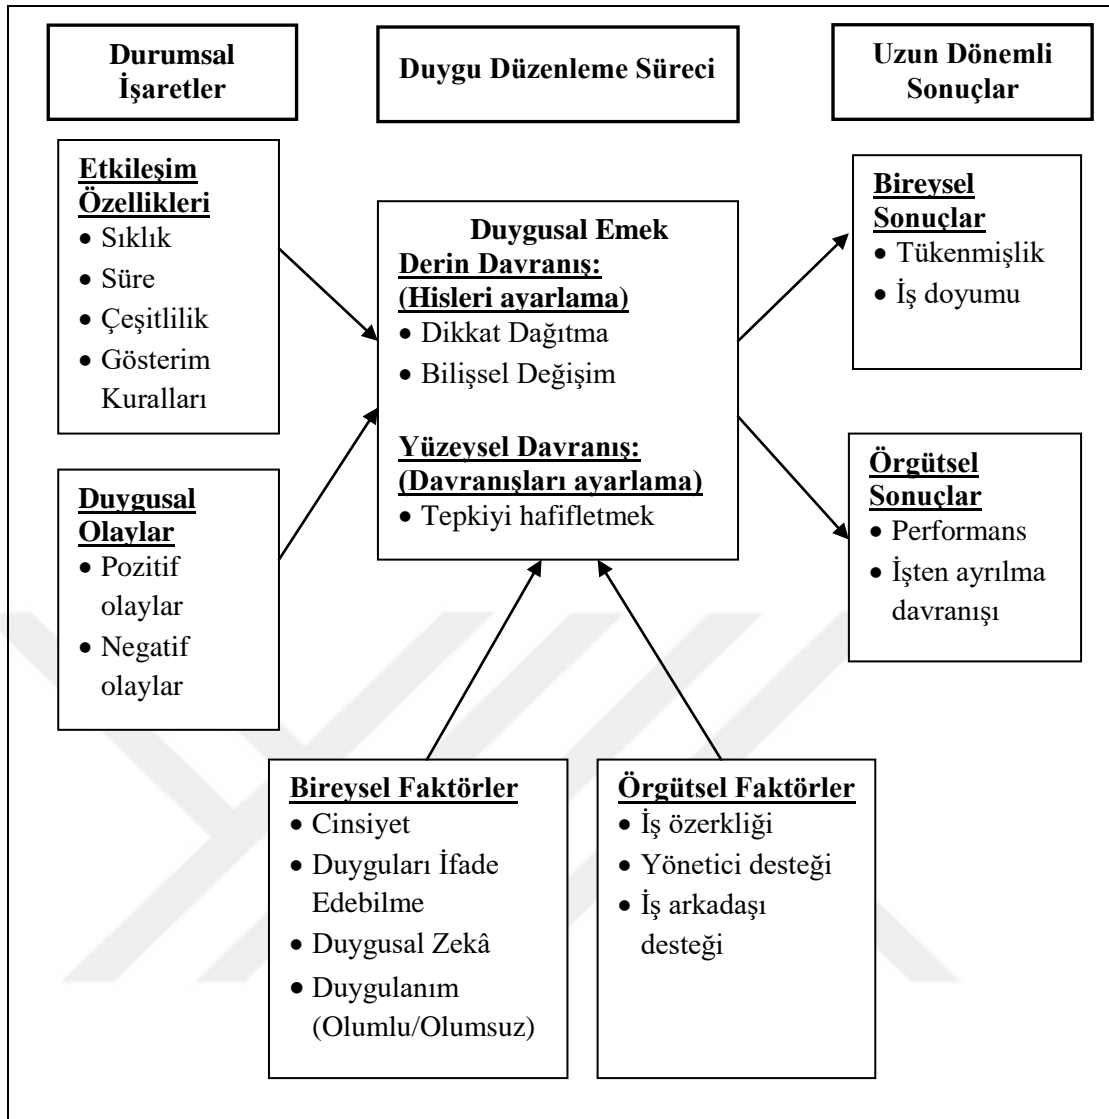 Durumsal
İşaretler
Duygu Düzenleme Süreci
Uzun Dönemli
Sonuçlar
Etkileşim
Özellikleri
• Sıklık
• Süre
• Çeşitlilik
• Gösterim
Kuralları
Duygusal
Olaylar
• Pozitif
olaylar
• Negatif
olaylar
Duygusal Emek
Derin Davranış:
(Hisleri ayarlama)
• Dikkat Dağıtma
• Bilişsel Değişim
Yüzeysel Davranış:
(Davranışları ayarlama)
• Tepkiyi hafifletmek
Bireysel
Sonuçlar
• Tükenmişlik
• İş doyumu
Örgütsel
Sonuçlar
• Performans
• İşten ayrılma
davranışı
Bireysel Faktörler
• Cinsiyet
• Duyguları İfade
Edebilme
• Duygusal Zekâ
• Duygulanım
(Olumlu/Olumsuz)
Örgütsel Faktörler
• İş özerkliği
• Yönetici desteği
• İş arkadaşı
desteği